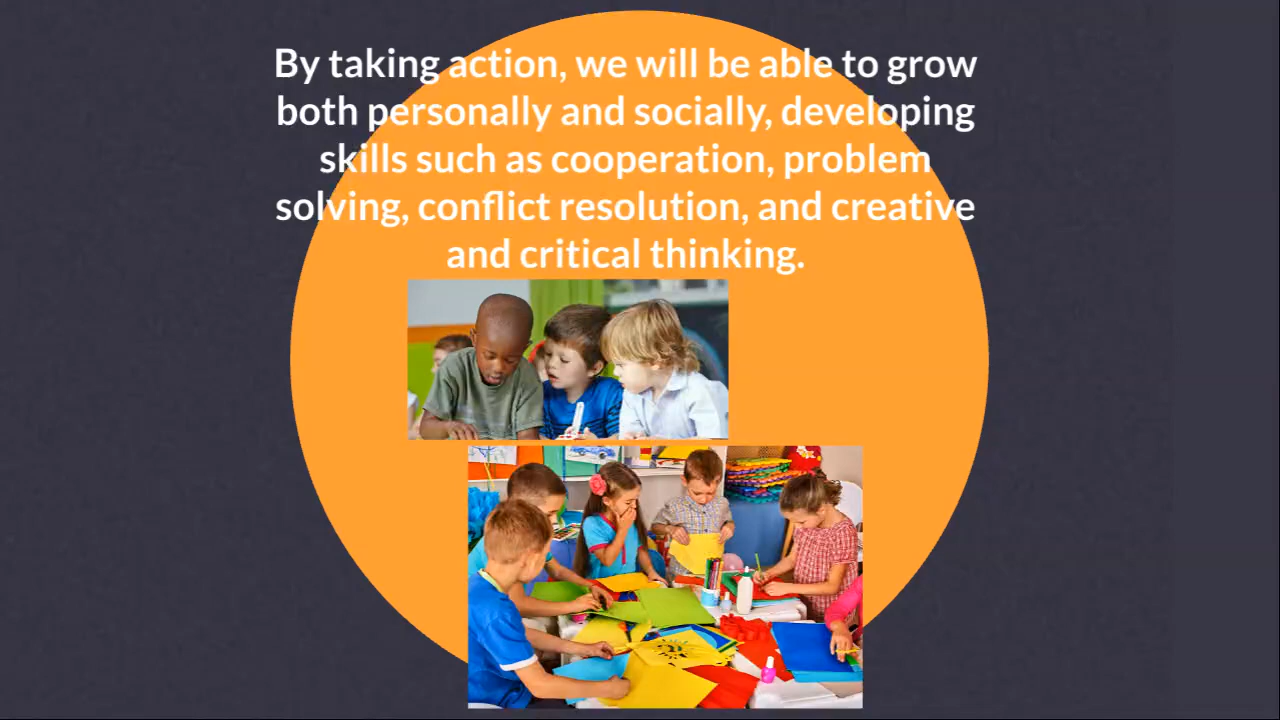 By taking action, we will be able to grow
both personally and socially, developing
skills such as cooperation, problem
solving, conflict resolution, and creative
and critical thinking.